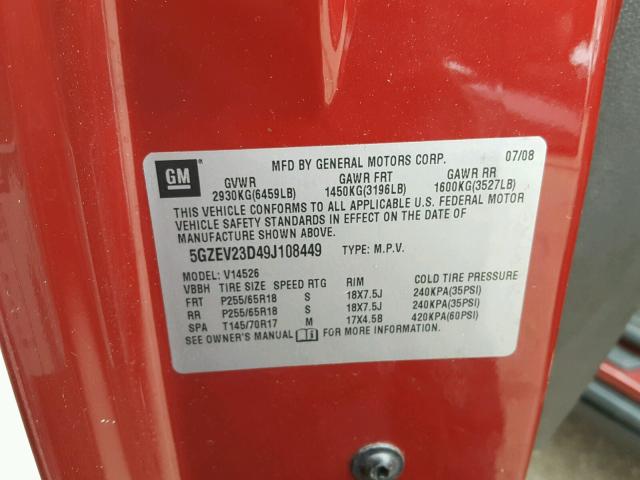 GM
MFD BY GENERAL MOTORS CORP. 07/08
GVWR GAWR FRT GAWR RR
2930KG(6459LB) 1450KG(3196LB) 1600KG(3527LB)
THIS VEHICLE CONFORMS TO ALL APPLICABLE U.S. FEDERAL MOTOR
VEHICLE SAFETY STANDARDS IN EFFECT ON THE DATE OF
MANUFACTURE SHOWN ABOVE.
5GZEV23D49J108449 TYPE: M.P.V.
MODEL: V14526
VBBH TIRE SIZE SPEED RTG RIM COLD TIRE PRESSURE
FRT P255/65R18 S 18X7.5J 240KPA(35PSI)
RR P255/65R18 S 18X7.5J 240KPA(35PSI)
SPA T145/70R17 M 17X4.5B 420KPA(60PSI)
SEE OWNER'S MANUAL FOR MORE INFORMATION.